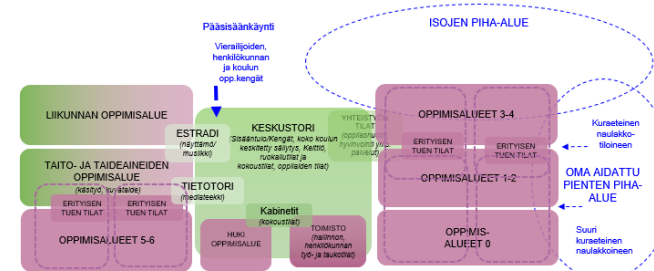 ISOJEN PIHA-ALUE
Pääsisäänkäynti
Vierailijoiden,
henkilökunnan
ja koulun
opp.kengät
LIIKUNNAN OPPIMISALUE
ESTRADI
(näyttämö/
musiikki)
KESKUSTORI
(Sisääntulo/Kengät, koko koulun
keskitetty säilytys, Keittiö,
ruokailutilat ja
kokoustilat, oppilaiden tilat)
YHTEISTYÖ
TILAT
(oppilashuolto
palvelut)
OPPIMISALUEET 3-4
ERITYISEN
TUEN TILAT
ERITYISEN
TUEN TILAT
Kuraeteinen
naulakko-
tiloineen
TAITO- JA TAIDEAINEIDEN
OPPIMISALUE
(käsityö, kuvataide)
TIETOTORI
(mediateekki)
OPPIMISALUEET 1-2
OMA AIDATTU
PIENTEN PIHA-
ALUE
ERITYISEN
TUEN TILAT
ERITYISEN
TUEN TILAT
OPPIMISALUEET 5-6
Kabinetit
(kokoustilat)
HUKI
OPPIMISALUE
TOIMISTO
(hallinnon,
henkilökunnan
työ- ja taukotilat)
OPPIMIS-
ALUEET 0
Suuri
kuraeteinen
naulakkoineen